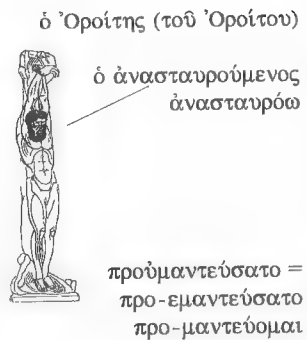 ὁ Ὀροίτης (τοῦ Ὀροίτου)
ὁ ἀνασταυρούμενος
ἀνασταυρόω
προὐμαντεύσατο =
προ-εμαντεύσατο
προ-μαντεύομαι